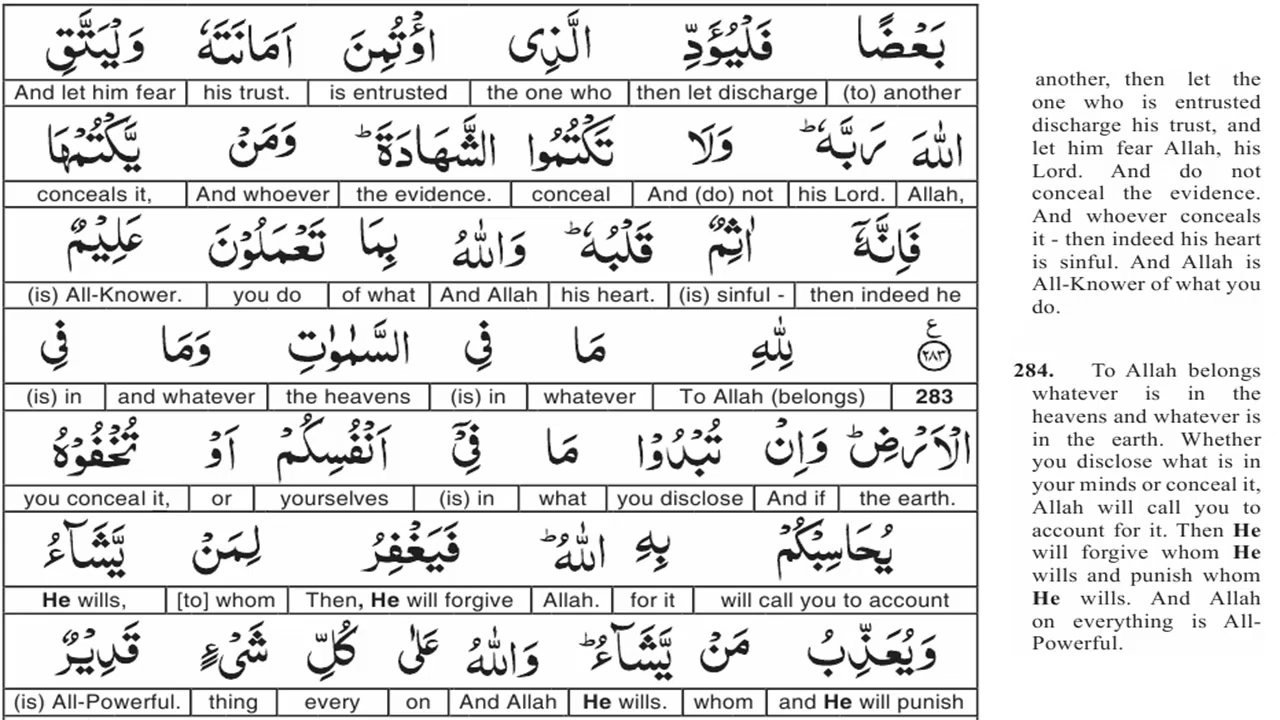 بَعْضًا فَلْيُؤَدِّ الَّذِى اؤْتُمِنَ اَمَانَتَهٗ وَلْيَتَّقِ
(to) another then let discharge the one who is entrusted his trust. And let him fear
اللّٰهَ رَبَّهٗ ؕ وَلَا تَكْتُمُوا الشَّهَادَةَ ؕ وَمَنْ يَّكْتُمْهَا
Allah, his Lord. And (do) not conceal the evidence. And whoever conceals it,
فَاِنَّهٗۤ اٰثِمٌ قَلْبُهٗ ؕ وَاللّٰهُ بِمَا تَعْمَلُوْنَ عَلِيْمٌ
then indeed he (is) sinful - his heart. And Allah of what you do (is) All-Knower.
ع ٢٨٣ لِلّٰهِ مَا فِى السَّمٰوٰتِ وَمَا فِى
283 To Allah (belongs) whatever (is) in the heavens and whatever (is) in
الْاَرْضِ ؕ وَاِنْ تُبْدُوْا مَا فِىْۤ اَنْفُسِكُمْ اَوْ تُخْفُوْهُ
the earth. And if you disclose what (is) in yourselves or you conceal it,
يُحَاسِبْكُمْ بِهِ اللّٰهُ ؕ فَيَغْفِرُ لِمَنْ يَّشَآءُ
will call you to account for it Allah. Then, He will forgive [to] whom He wills,
وَيُعَذِّبُ مَنْ يَّشَآءُ ؕ وَاللّٰهُ عَلٰى كُلِّ شَىْءٍ قَدِيْرٌ
and He will punish whom He wills. And Allah on every thing (is) All-Powerful.
another, then let the
one who is entrusted
discharge his trust, and
let him fear Allah, his
Lord. And do not
conceal the evidence.
And whoever conceals
it - then indeed his heart
is sinful. And Allah is
All-Knower of what you
do.
284. To Allah belongs
whatever is in the
heavens and whatever is
in the earth. Whether
you disclose what is in
your minds or conceal it,
Allah will call you to
account for it. Then He
will forgive whom He
wills and punish whom
He wills. And Allah
on everything is All-
Powerful.